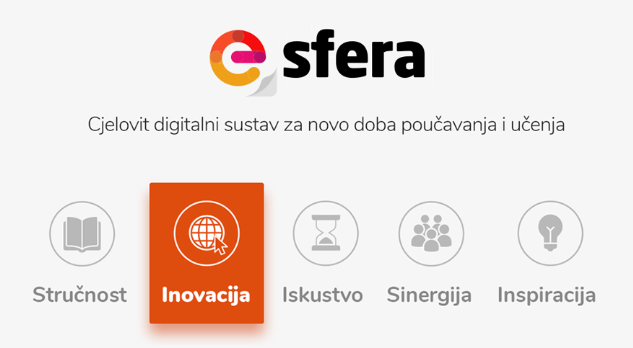 e sfera
Cjelovit digitalni sustav za novo doba poučavanja i učenja
Stručnost Inovacija Iskustvo Sinergija Inspiracija